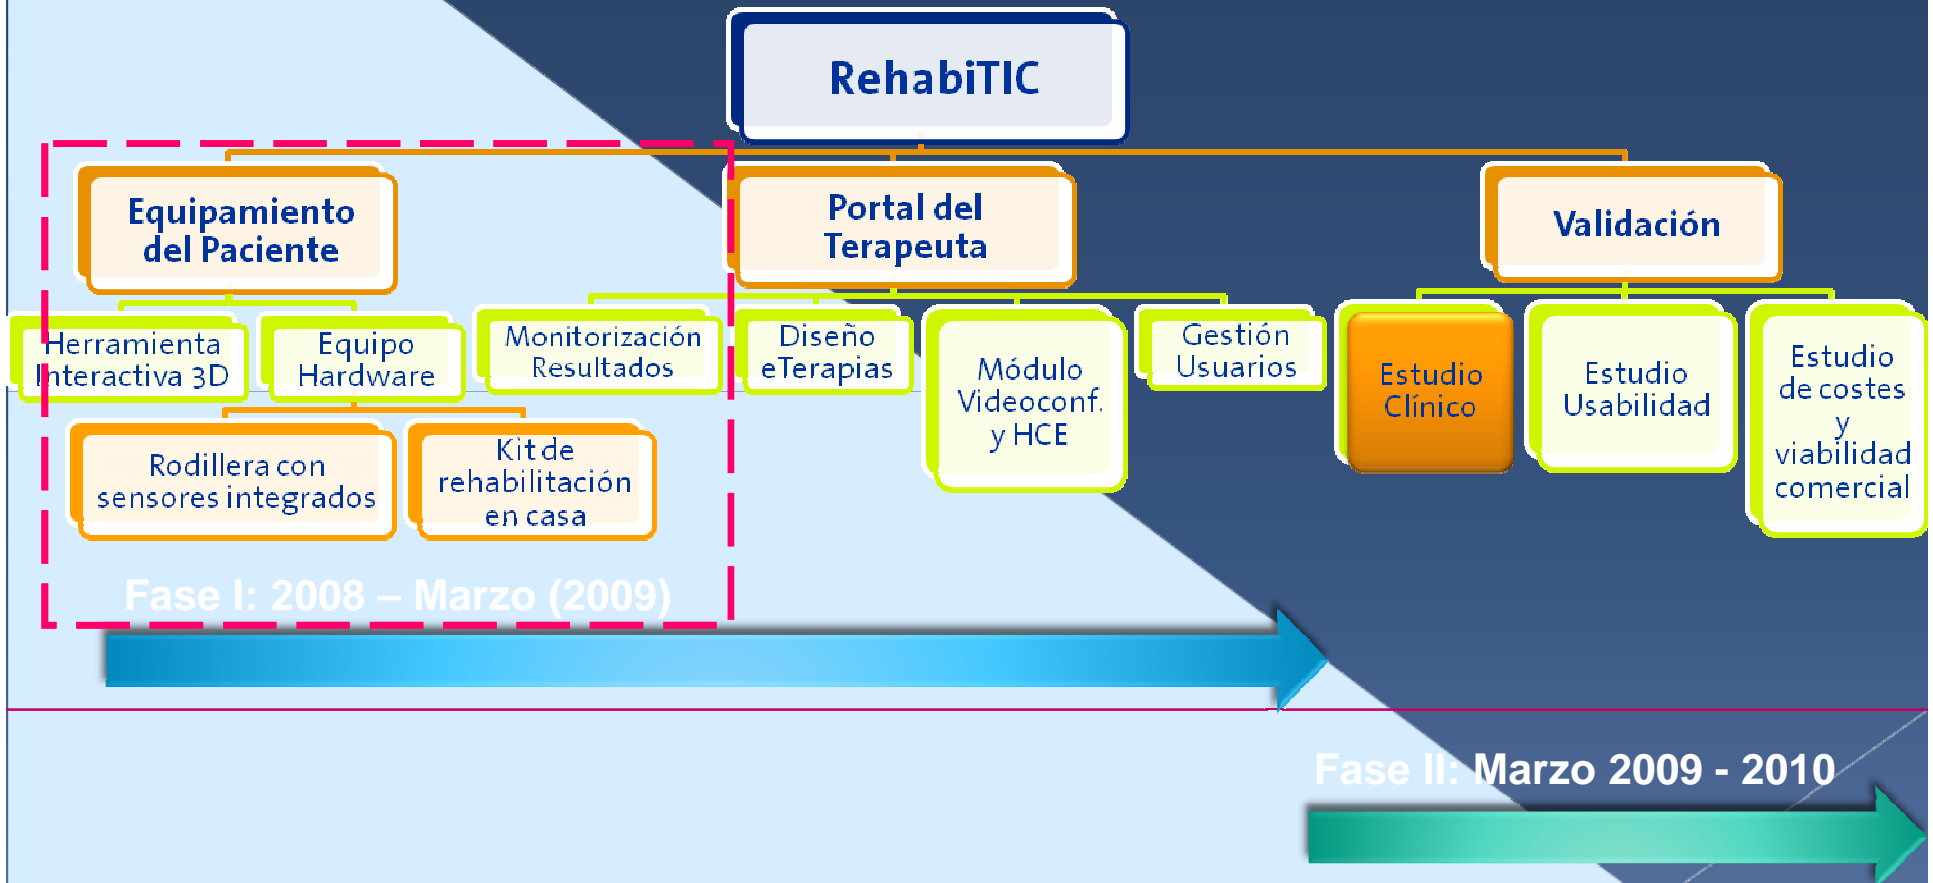 RehabiTIC
Equipamiento
del Paciente
Portal del
Terapeuta
Validación
Herramienta
Interactiva 3D
Equipo
Hardware
Monitorización
Resultados
Diseño
eTerapias
Módulo
Videoconf.
y HCE
Gestión
Usuarios
Estudio
Clínico
Estudio
Usabilidad
Estudio
de costes
y
viabilidad
comercial
Rodillera con
sensores integrados
Kit de
rehabilitación
en casa
Fase I: 2008 – Marzo (2009)
Fase II: Marzo 2009 - 2010